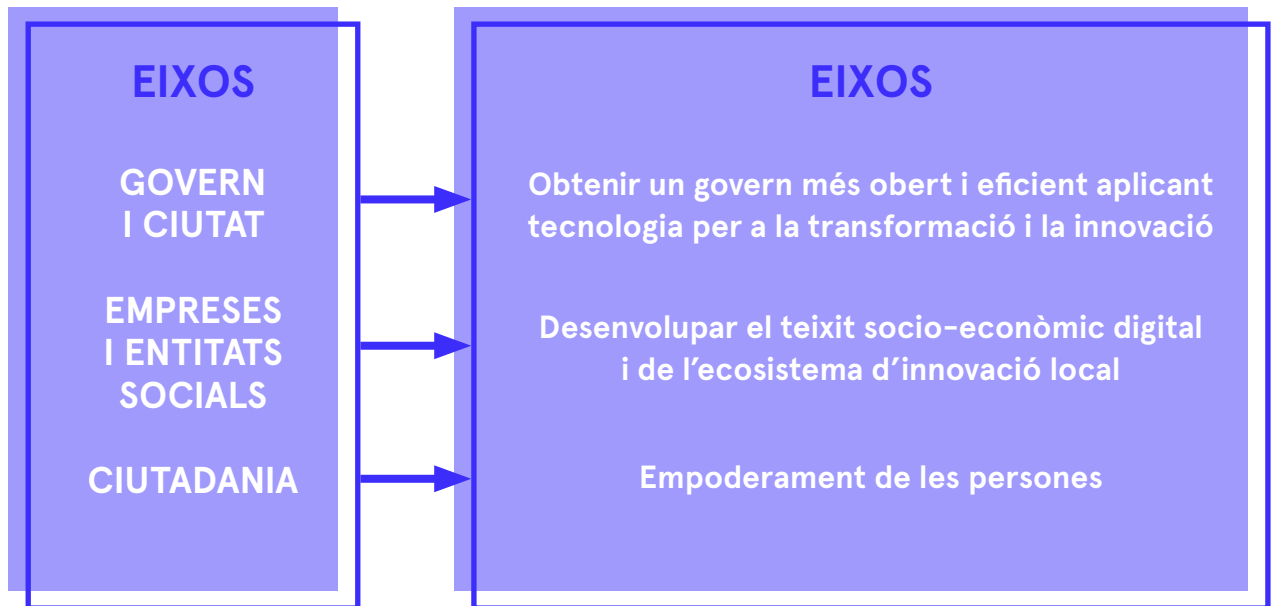 EIXOS
GOVERN
I CIUTAT
EMPRESES
I ENTITATS
SOCIALS
CIUTADANIA
EIXOS
Obtenir un govern més obert i eficient aplicant
tecnologia per a la transformació i la innovació
Desenvolupar el teixit socio-econòmic digital
i de l’ecosistema d’innovació local
Empoderament de les persones